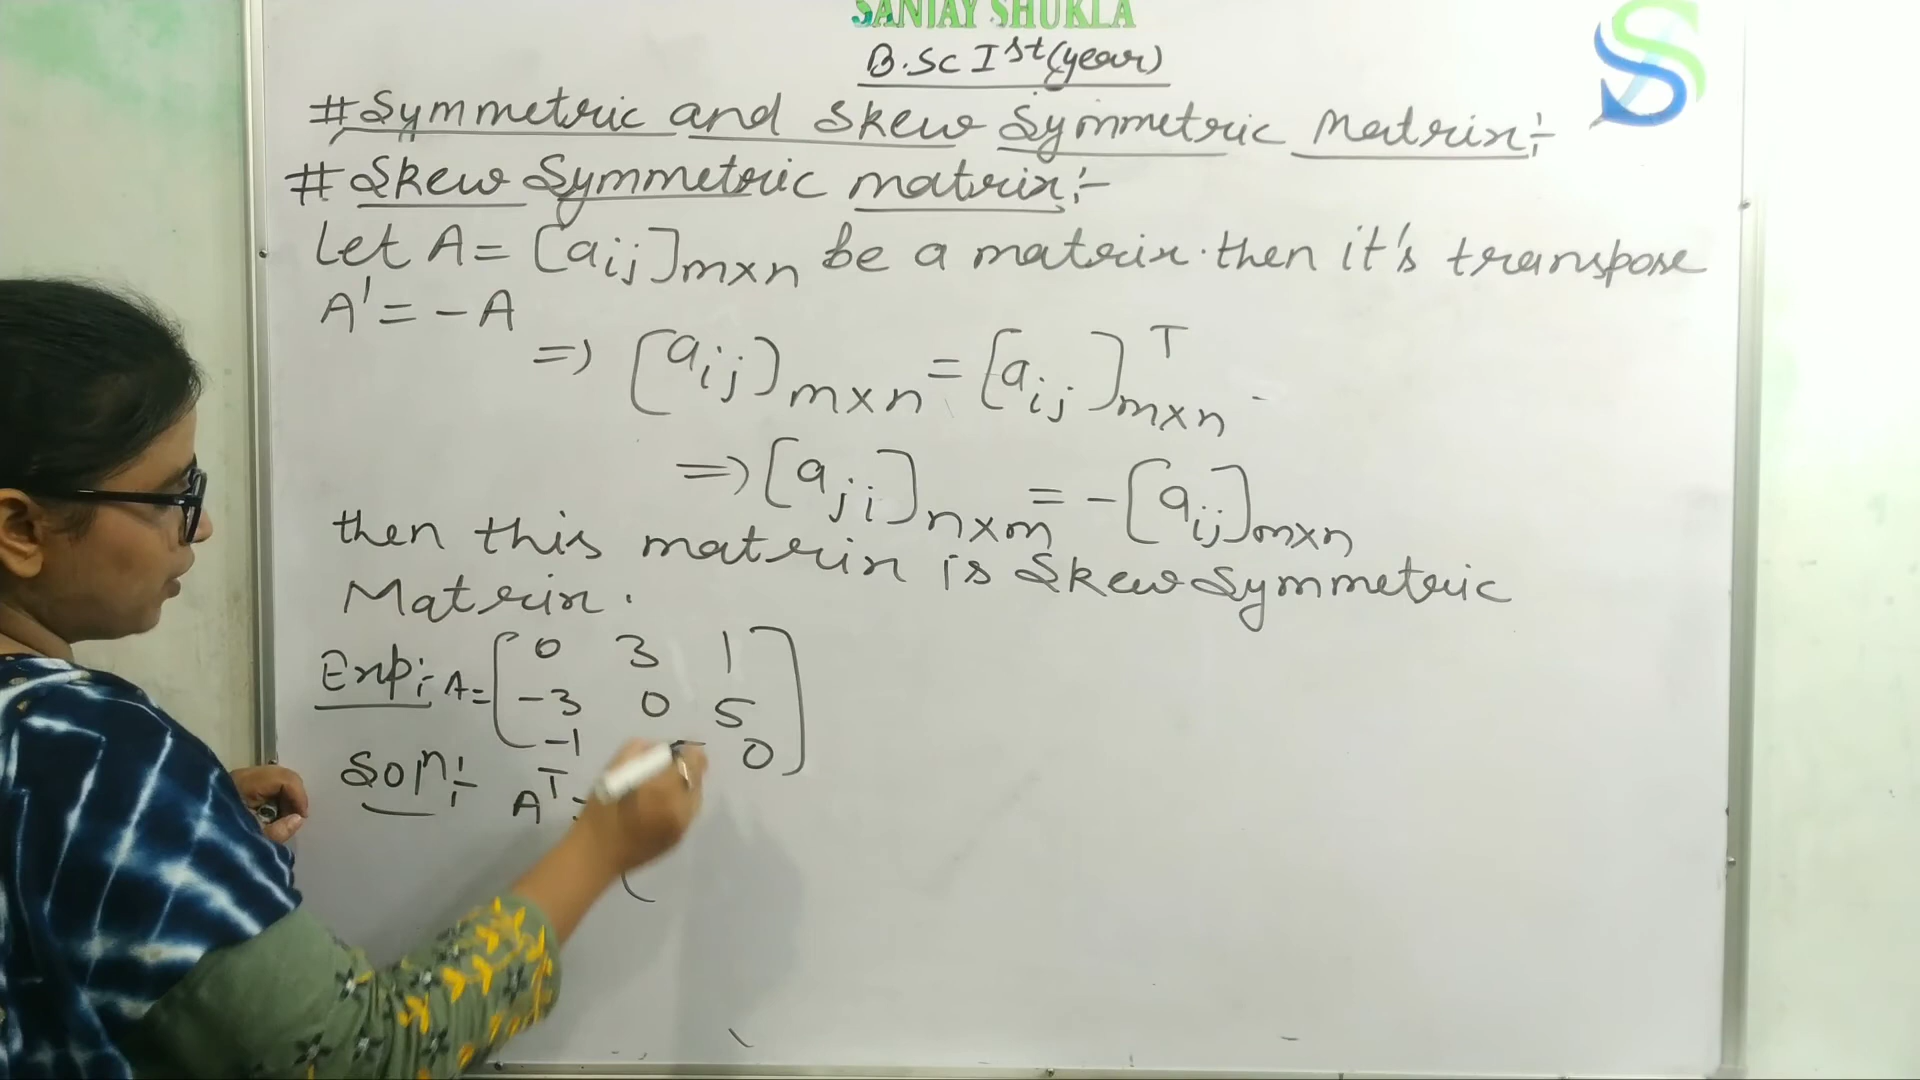 SANJAY SHUKLA
B.Sc Ist (year)
# Symmetric and Skew Symmetric Matrix:-
# Skew Symmetric matrix:-
Let A = [aij]m×n be a matrix. then it's transpose
A' = -A
=> [aij]m×n = [aij]ᵀm×n
=> [aji]n×m = -[aij]m×n
then this matrix is Skew Symmetric
Matrix.
Exp:- A = [0 3 1
-3 0 5
-1 0]
Solⁿ:- Aᵀ =